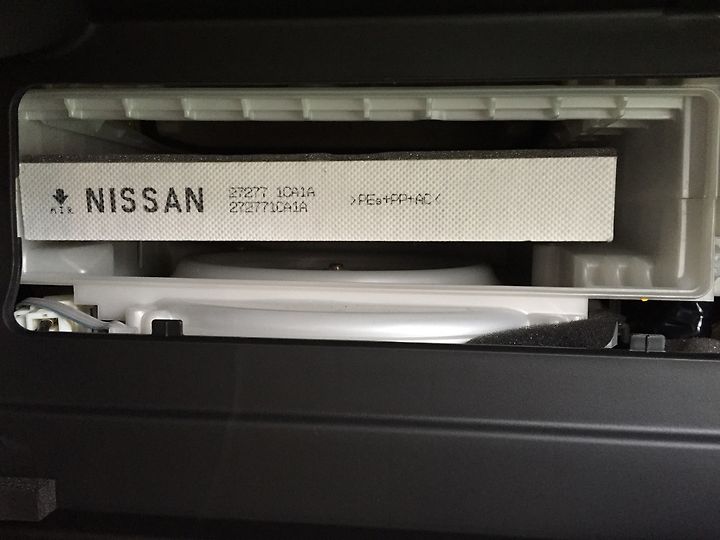 AIR
NISSAN
27277 1CA1A
272771CA1A
>PEs+PP+AC<